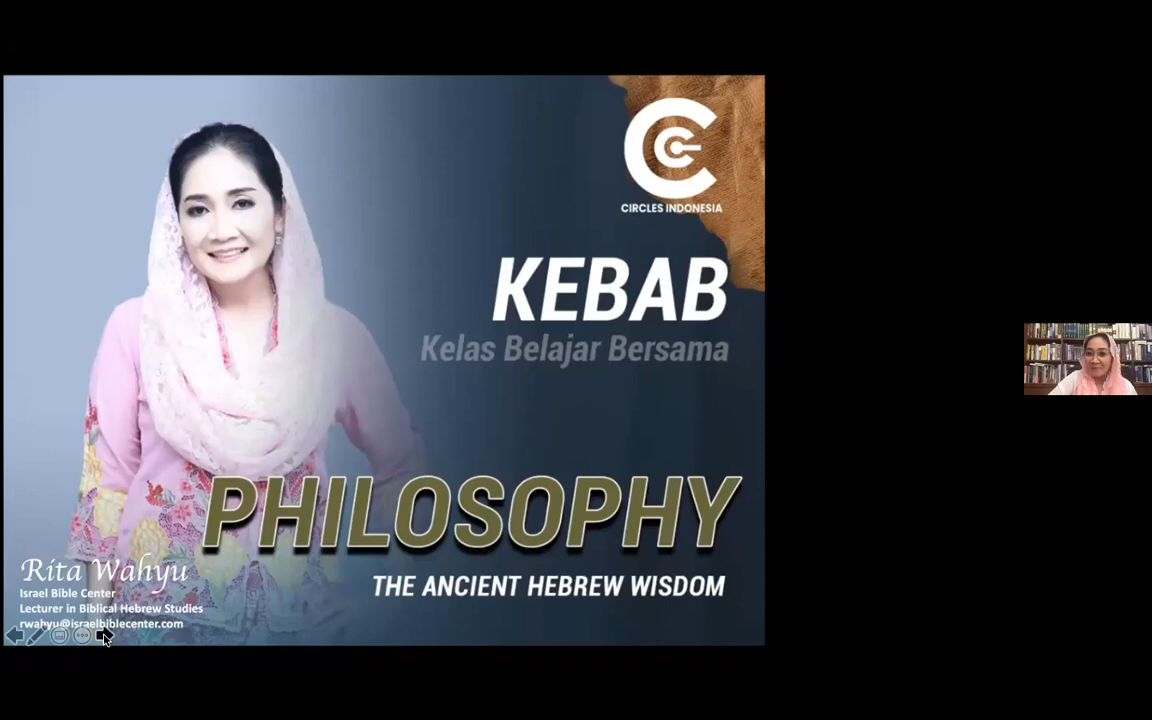 CIRCLES INDONESIA
KEBAB
Kelas Belajar Bersama
PHILOSOPHY
THE ANCIENT HEBREW WISDOM
Rita Wahyu
Israel Bible Center
Lecturer in Biblical Hebrew Studies
rwahyu@israelbiblecenter.com